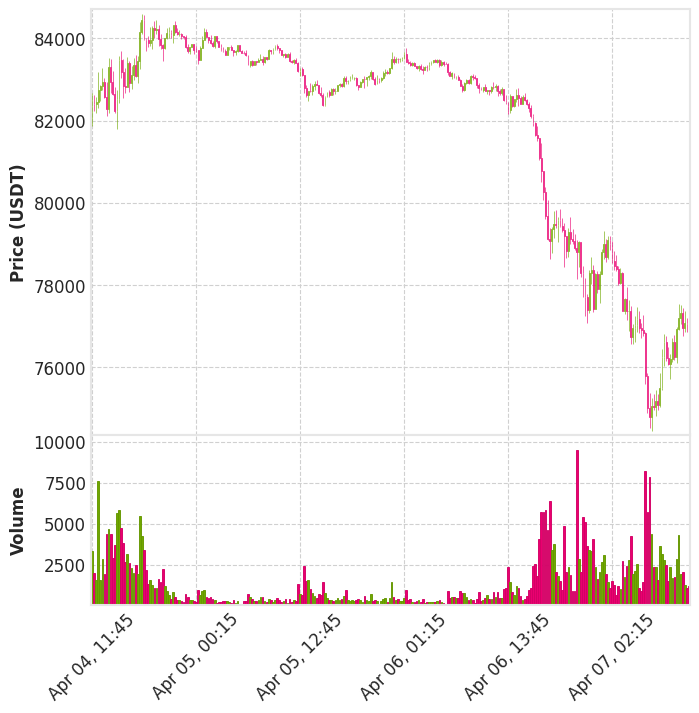 84000
82000
80000
78000
76000
Price (USDT)
10000
7500
5000
2500
Volume
Apr 04, 11:45
Apr 05, 00:15
Apr 05, 12:45
Apr 06, 01:15
Apr 06, 13:45
Apr 07, 02:15